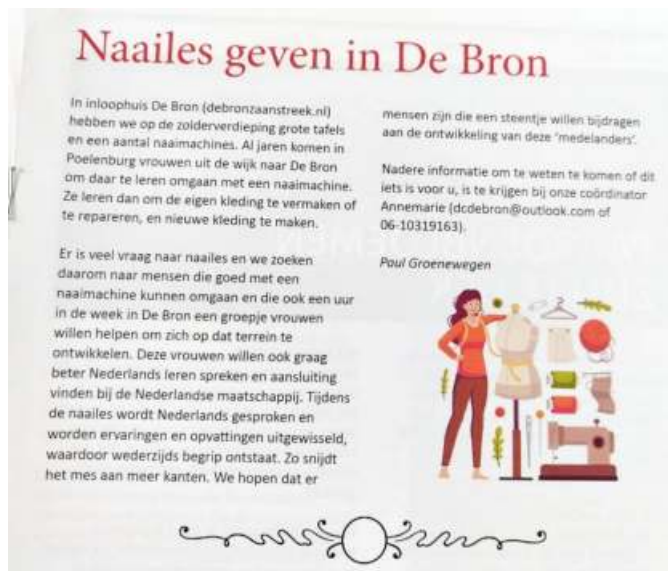 Naailes geven in De Bron
In inloophuis De Bron (debronzaanstreek.nl)
hebben we op de zolderverdieping grote tafels
en een aantal naaimachines. Al jaren komen in
Poelenburg vrouwen uit de wijk naar De Bron
om daar te leren omgaan met een naaimachine.
Ze leren dan om de eigen kleding te vermaken of
te repareren, en nieuwe kleding te maken.
Er is veel vraag naar naailes en we zoeken
daarom naar mensen die goed met een
naaimachine kunnen omgaan en die ook een uur
in de week in De Bron een groepje vrouwen
willen helpen om zich op dat terrein te
ontwikkelen. Deze vrouwen willen ook graag
beter Nederlands leren spreken en aansluiting
vinden bij de Nederlandse maatschappij. Tijdens
de naailes wordt Nederlands gesproken en
worden ervaringen en opvattingen uitgewisseld,
waardoor wederzijds begrip ontstaat. Zo snijdt
het mes aan meer kanten. We hopen dat er
mensen zijn die een steentje willen bijdragen
aan de ontwikkeling van deze 'medelanders'.
Nadere informatie om te weten te komen of dit
iets is voor u, is te krijgen bij onze coördinator
Annemarie (dcdebron@outlook.com of
06-10319163).
Paul Groenewegen